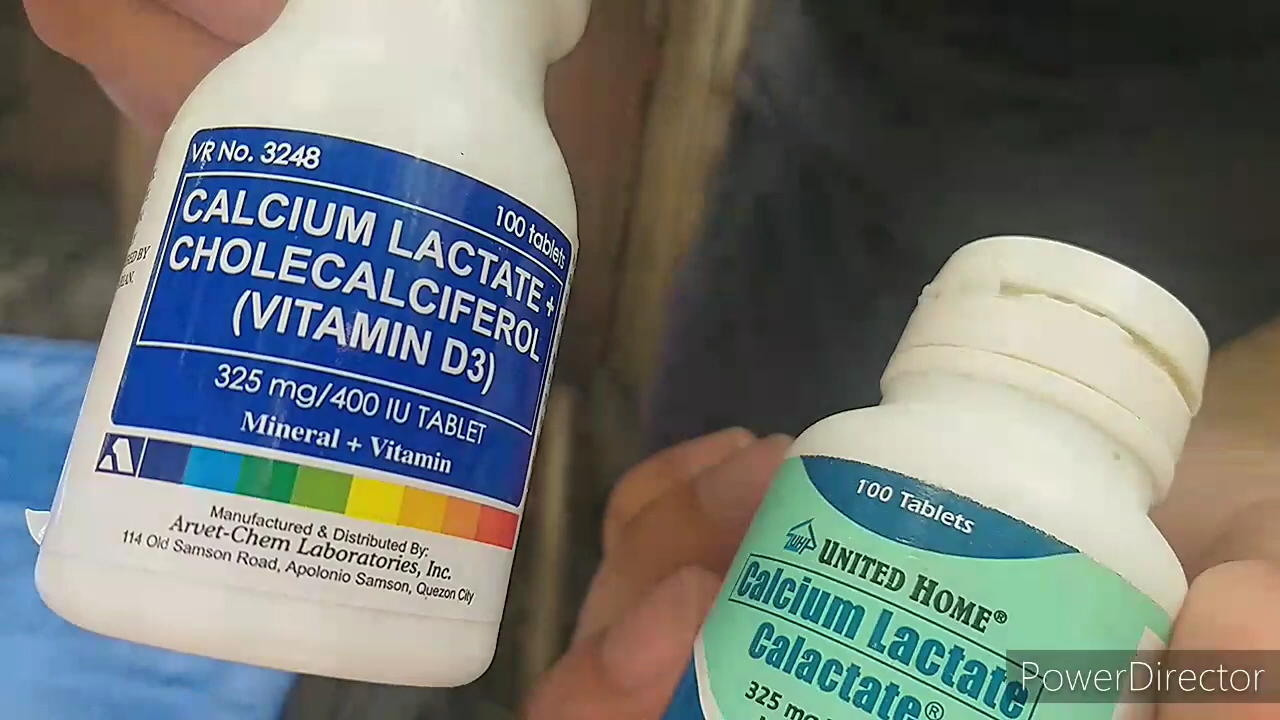 VR No. 3248
100 tablets
CALCIUM LACTATE +
CHOLECALCIFEROL
(VITAMIN D3)
325 mg/400 IU TABLET
Mineral + Vitamin
Manufactured & Distributed By:
Arvet-Chem Laboratories, Inc.
114 Old Samson Road, Apolonio Samson, Quezon City
100 Tablets
UHP
UNITED HOME®
Calcium Lactate
Calactate®
325 mg
PowerDirector